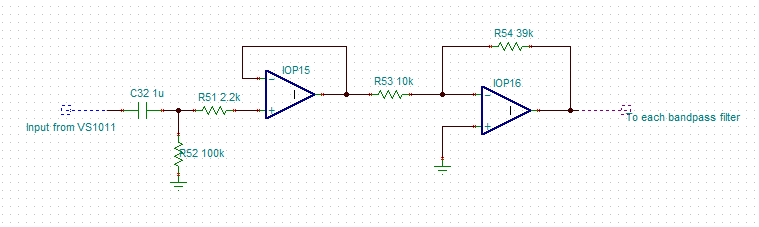 R54 39k
IOP15
R53 10k
IOP16
C32 1u
R51 2.2k
Input from VS1011
To each bandpass filter
R52 100k